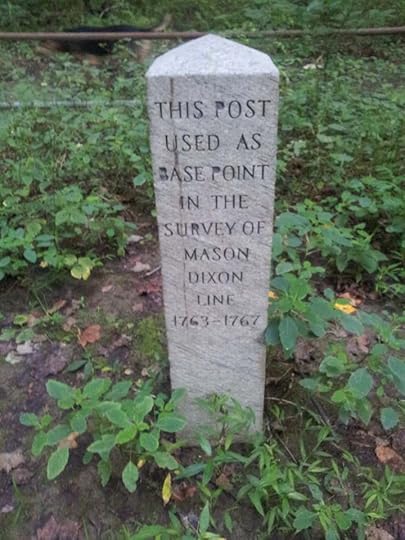 THIS POST
USED AS
BASE POINT
IN THE
SURVEY OF
MASON
DIXON
LINE
1763-1767